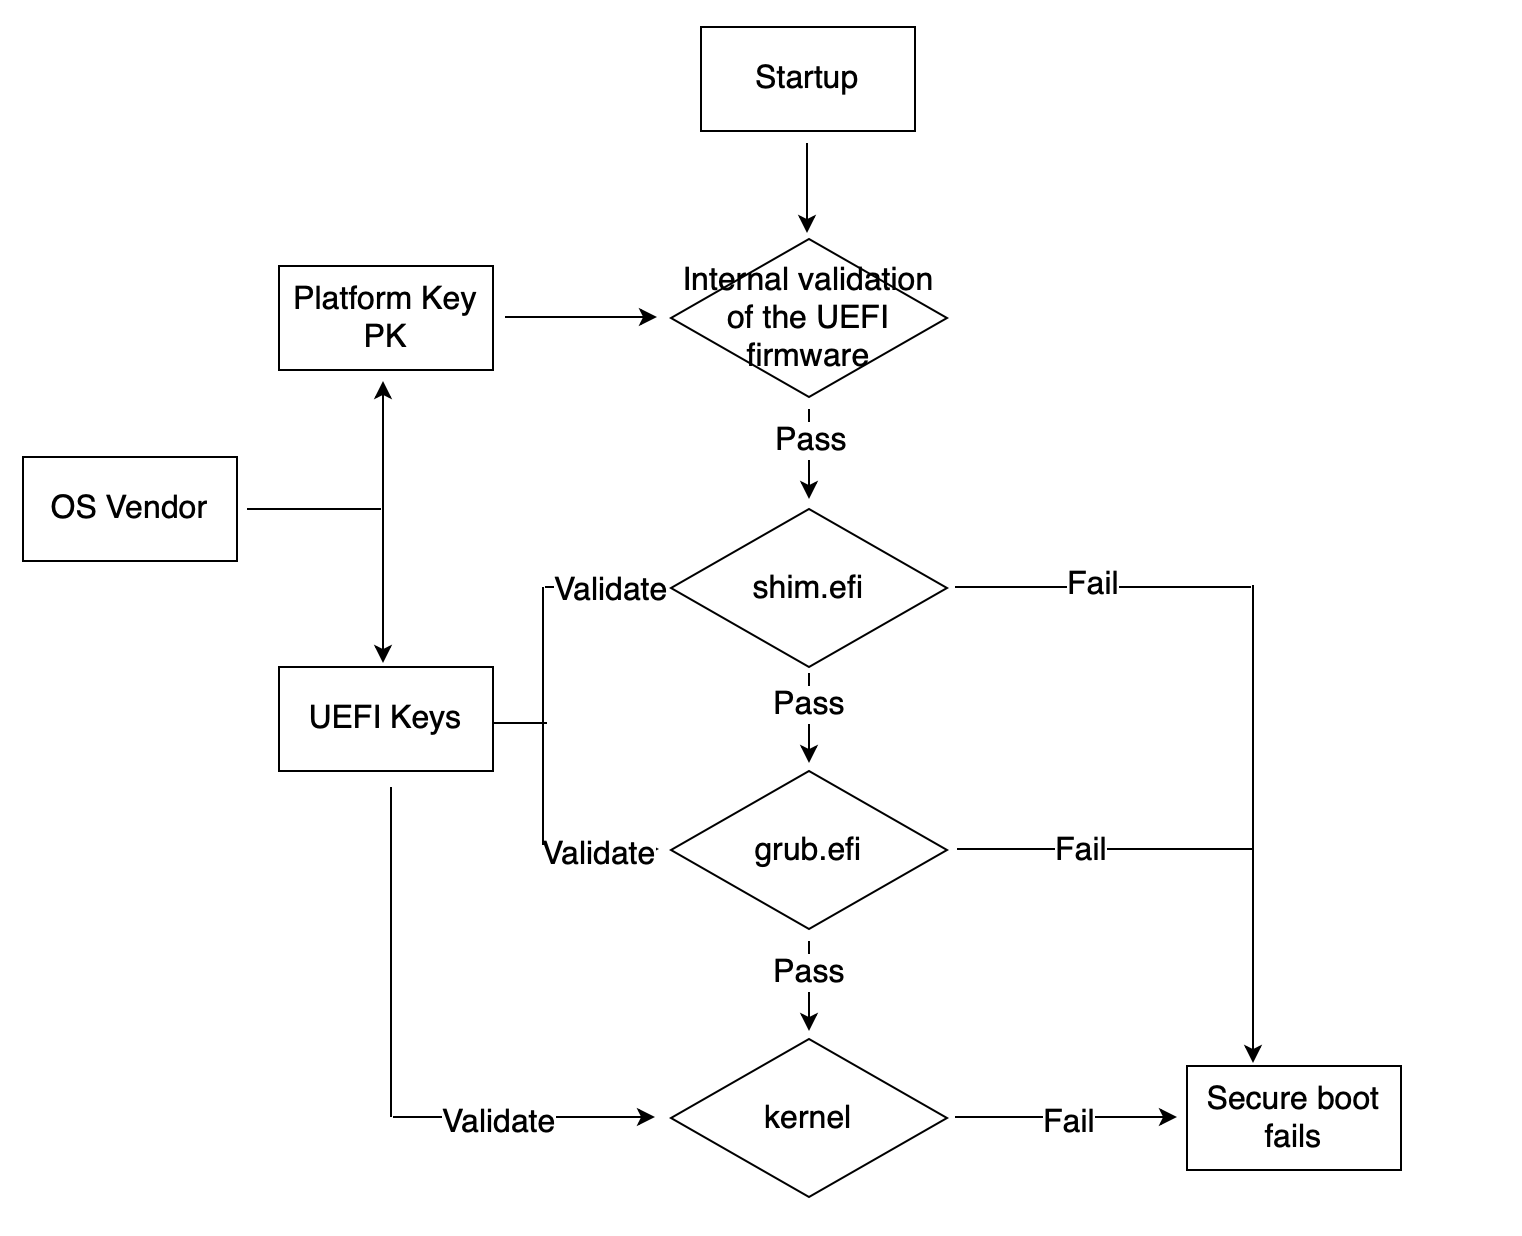 Startup
Platform Key
PK
Internal validation
of the UEFI
firmware
Pass
OS Vendor
Validate
shim.efi
Fail
UEFI Keys
Pass
Validate
grub.efi
Fail
Pass
Validate
kernel
Fail
Secure boot
fails